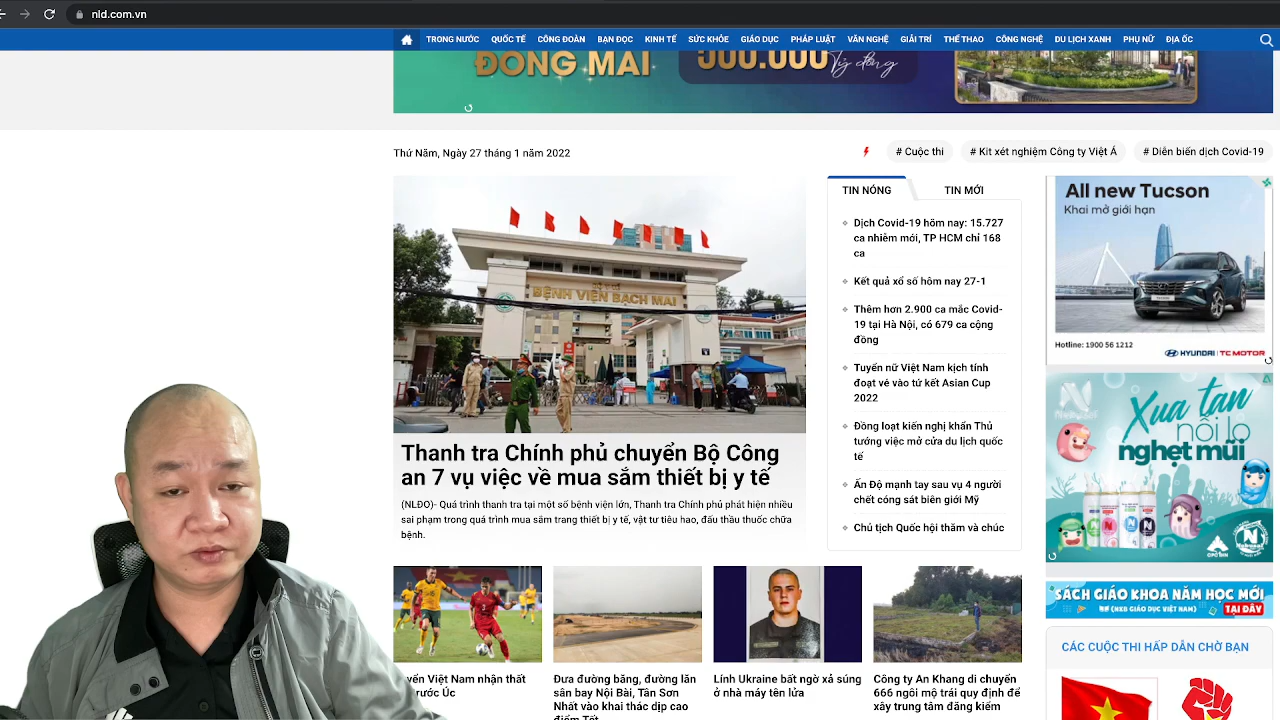 nld.com.vn
TRONG NƯỚC QUỐC TẾ CÔNG ĐOÀN BẠN ĐỌC KINH TẾ SỨC KHỎE GIÁO DỤC PHÁP LUẬT VĂN NGHỆ GIẢI TRÍ THỂ THAO CÔNG NGHỆ DU LỊCH XANH PHỤ NỮ ĐỊA ỐC
ĐỒNG MAI
500.000 Tỷ đồng
Thứ Năm, Ngày 27 tháng 1 năm 2022
# Cuộc thi # Kit xét nghiệm Công ty Việt Á # Diễn biến dịch Covid-19
BỆNH VIỆN BẠCH MAI
Thanh tra Chính phủ chuyển Bộ Công
an 7 vụ việc về mua sắm thiết bị y tế
(NLĐO)- Quá trình thanh tra tại một số bệnh viện lớn, Thanh tra Chính phủ phát hiện nhiều
sai phạm trong quá trình mua sắm trang thiết bị y tế, vật tư tiêu hao, đấu thầu thuốc chữa
bệnh.
TIN NÓNG TIN MỚI
Dịch Covid-19 hôm nay: 15.727
ca nhiễm mới, TP HCM chỉ 168
ca
Kết quả xổ số hôm nay 27-1
Thêm hơn 2.900 ca mắc Covid-
19 tại Hà Nội, có 679 ca cộng
đồng
Tuyển nữ Việt Nam kịch tính
đoạt vé vào tứ kết Asian Cup
2022
Đồng loạt kiến nghị khẩn Thủ
tướng việc mở cửa du lịch quốc
tế
Ấn Độ mạnh tay sau vụ 4 người
chết cóng sát biên giới Mỹ
Chủ tịch Quốc hội thăm và chúc
All new Tucson
Khai mở giới hạn
Hotline: 1900 56 1212
HYUNDAI TC MOTOR
Xua tan
nỗi lo
nghẹt mũi
SÁCH GIÁO KHOA NĂM MỚI
(NXB GIÁO DỤC VIỆT NAM) TẠI ĐÂY
CÁC CUỘC THI HẤP DẪN CHỜ BẠN
yển Việt Nam nhận thất
rước Úc
Đưa đường băng, đường lăn
sân bay Nội Bài, Tân Sơn
Nhất vào khai thác dịp cao
điểm Tết
Lính Ukraine bất ngờ xả súng
ở nhà máy tên lửa
Công ty An Khang di chuyển
666 ngôi mộ trái quy định để
xây trung tâm đăng kiểm